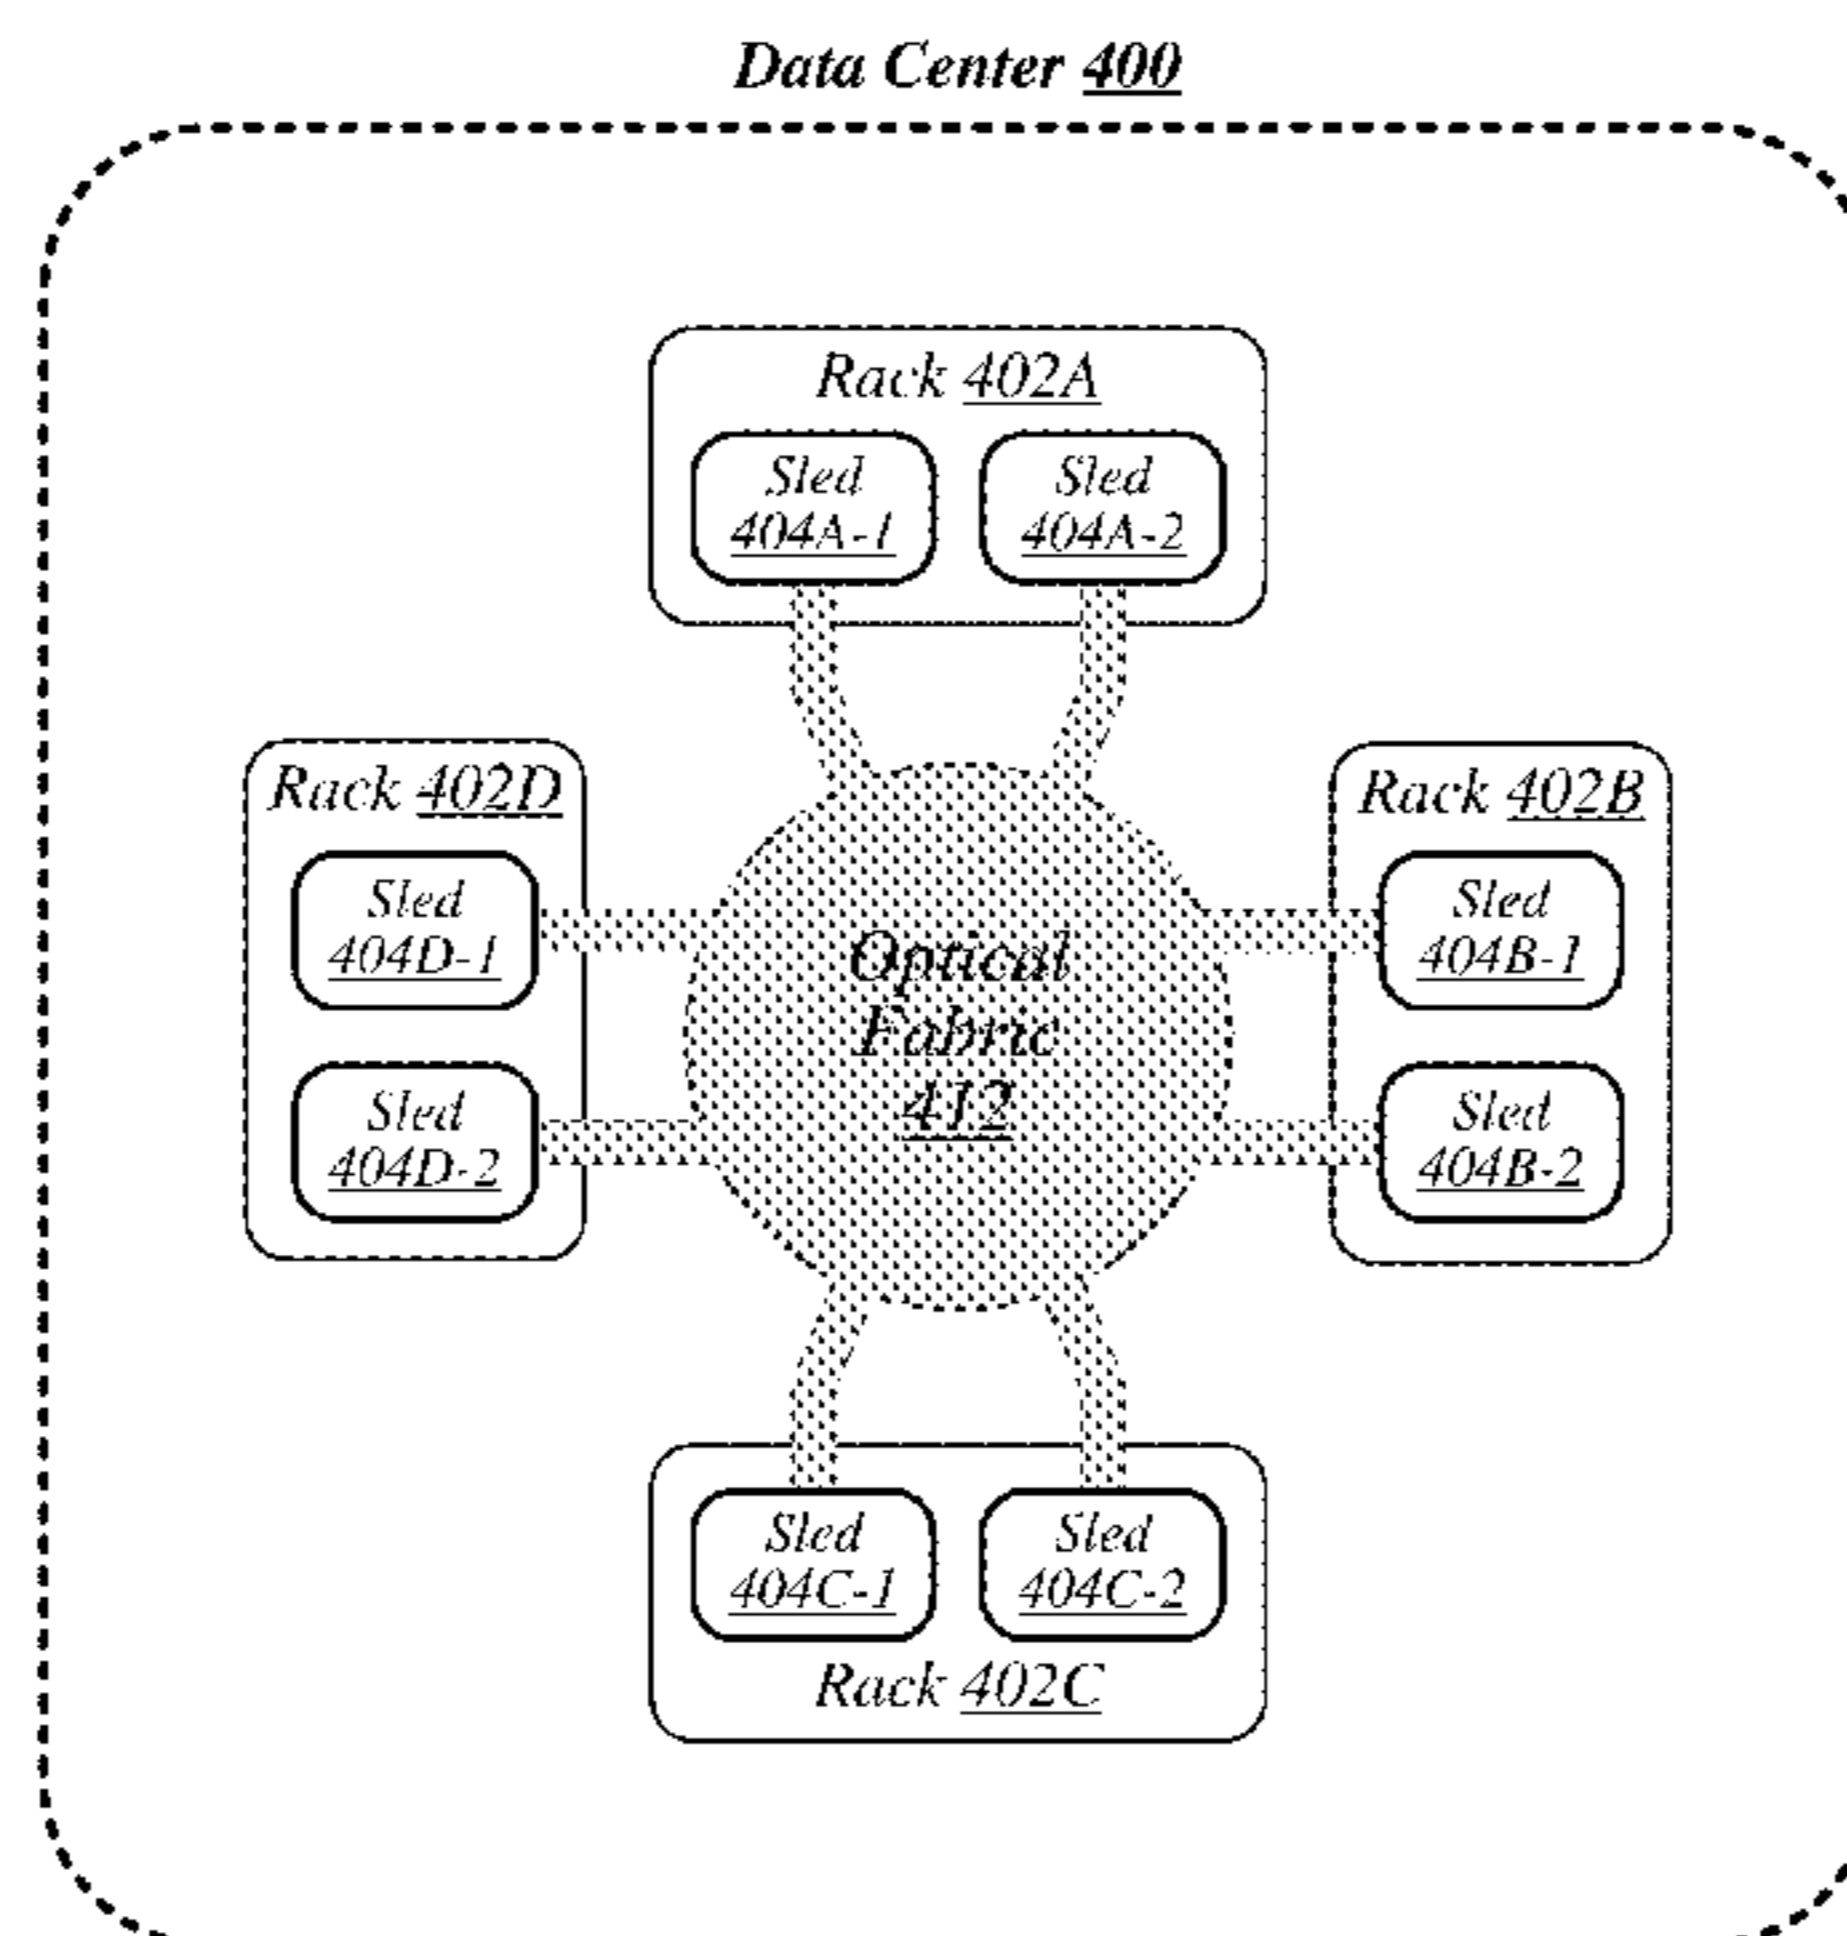 Data Center 400
Rack 402A
Sled
404A-1
Sled
404A-2
Rack 402D
Sled
404D-1
Sled
404D-2
Optical
Fabric
412
Rack 402B
Sled
404B-1
Sled
404B-2
Sled
404C-1
Sled
404C-2
Rack 402C